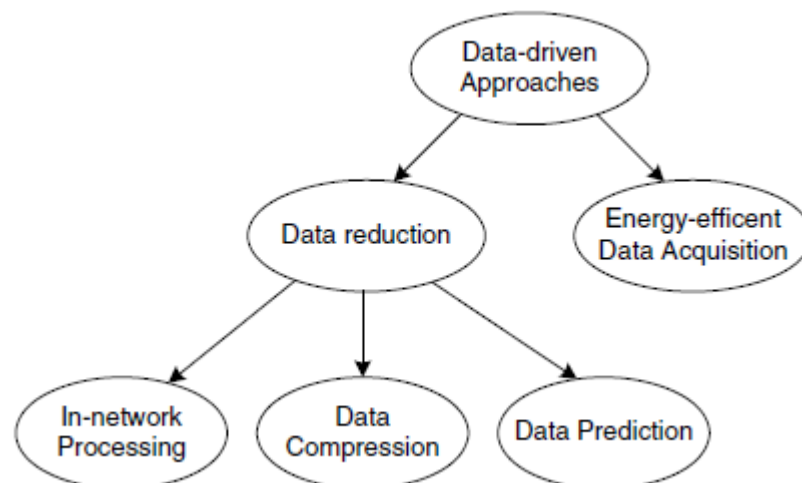 Data-driven
Approaches
Data reduction
Energy-efficent
Data Acquisition
In-network
Processing
Data
Compression
Data Prediction